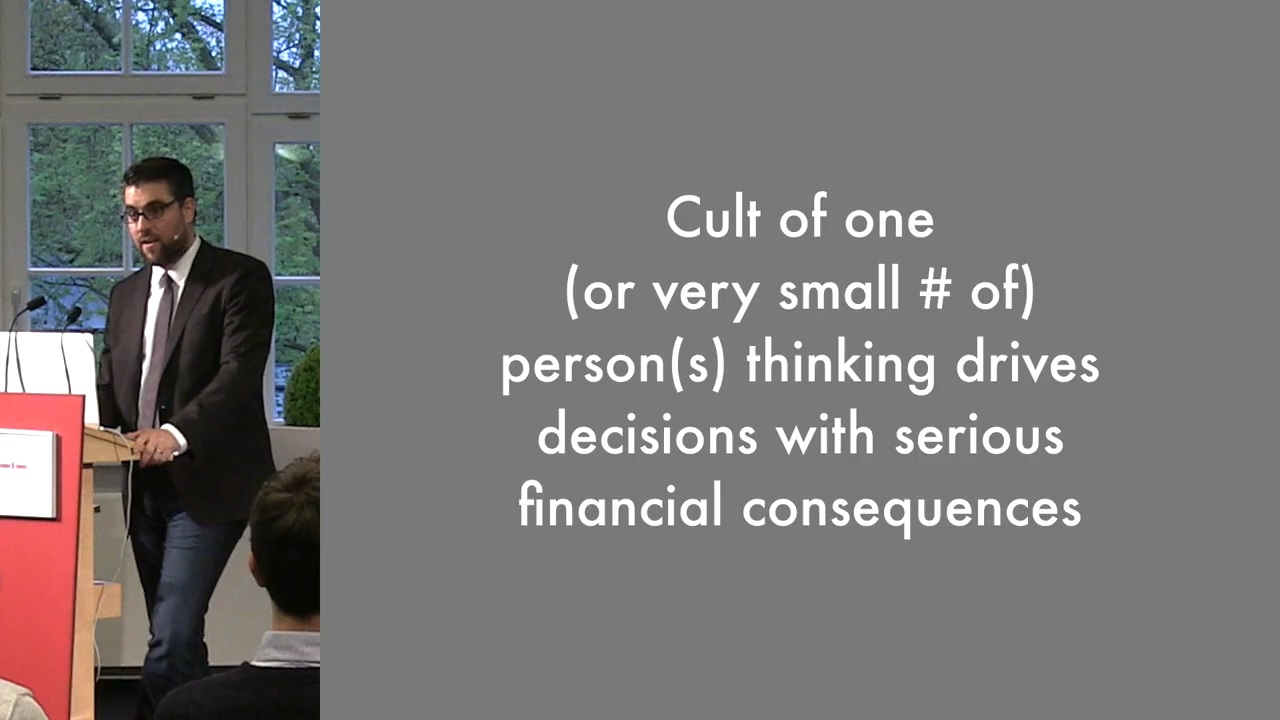 Cult of one
(or very small # of)
person(s) thinking drives
decisions with serious
financial consequences